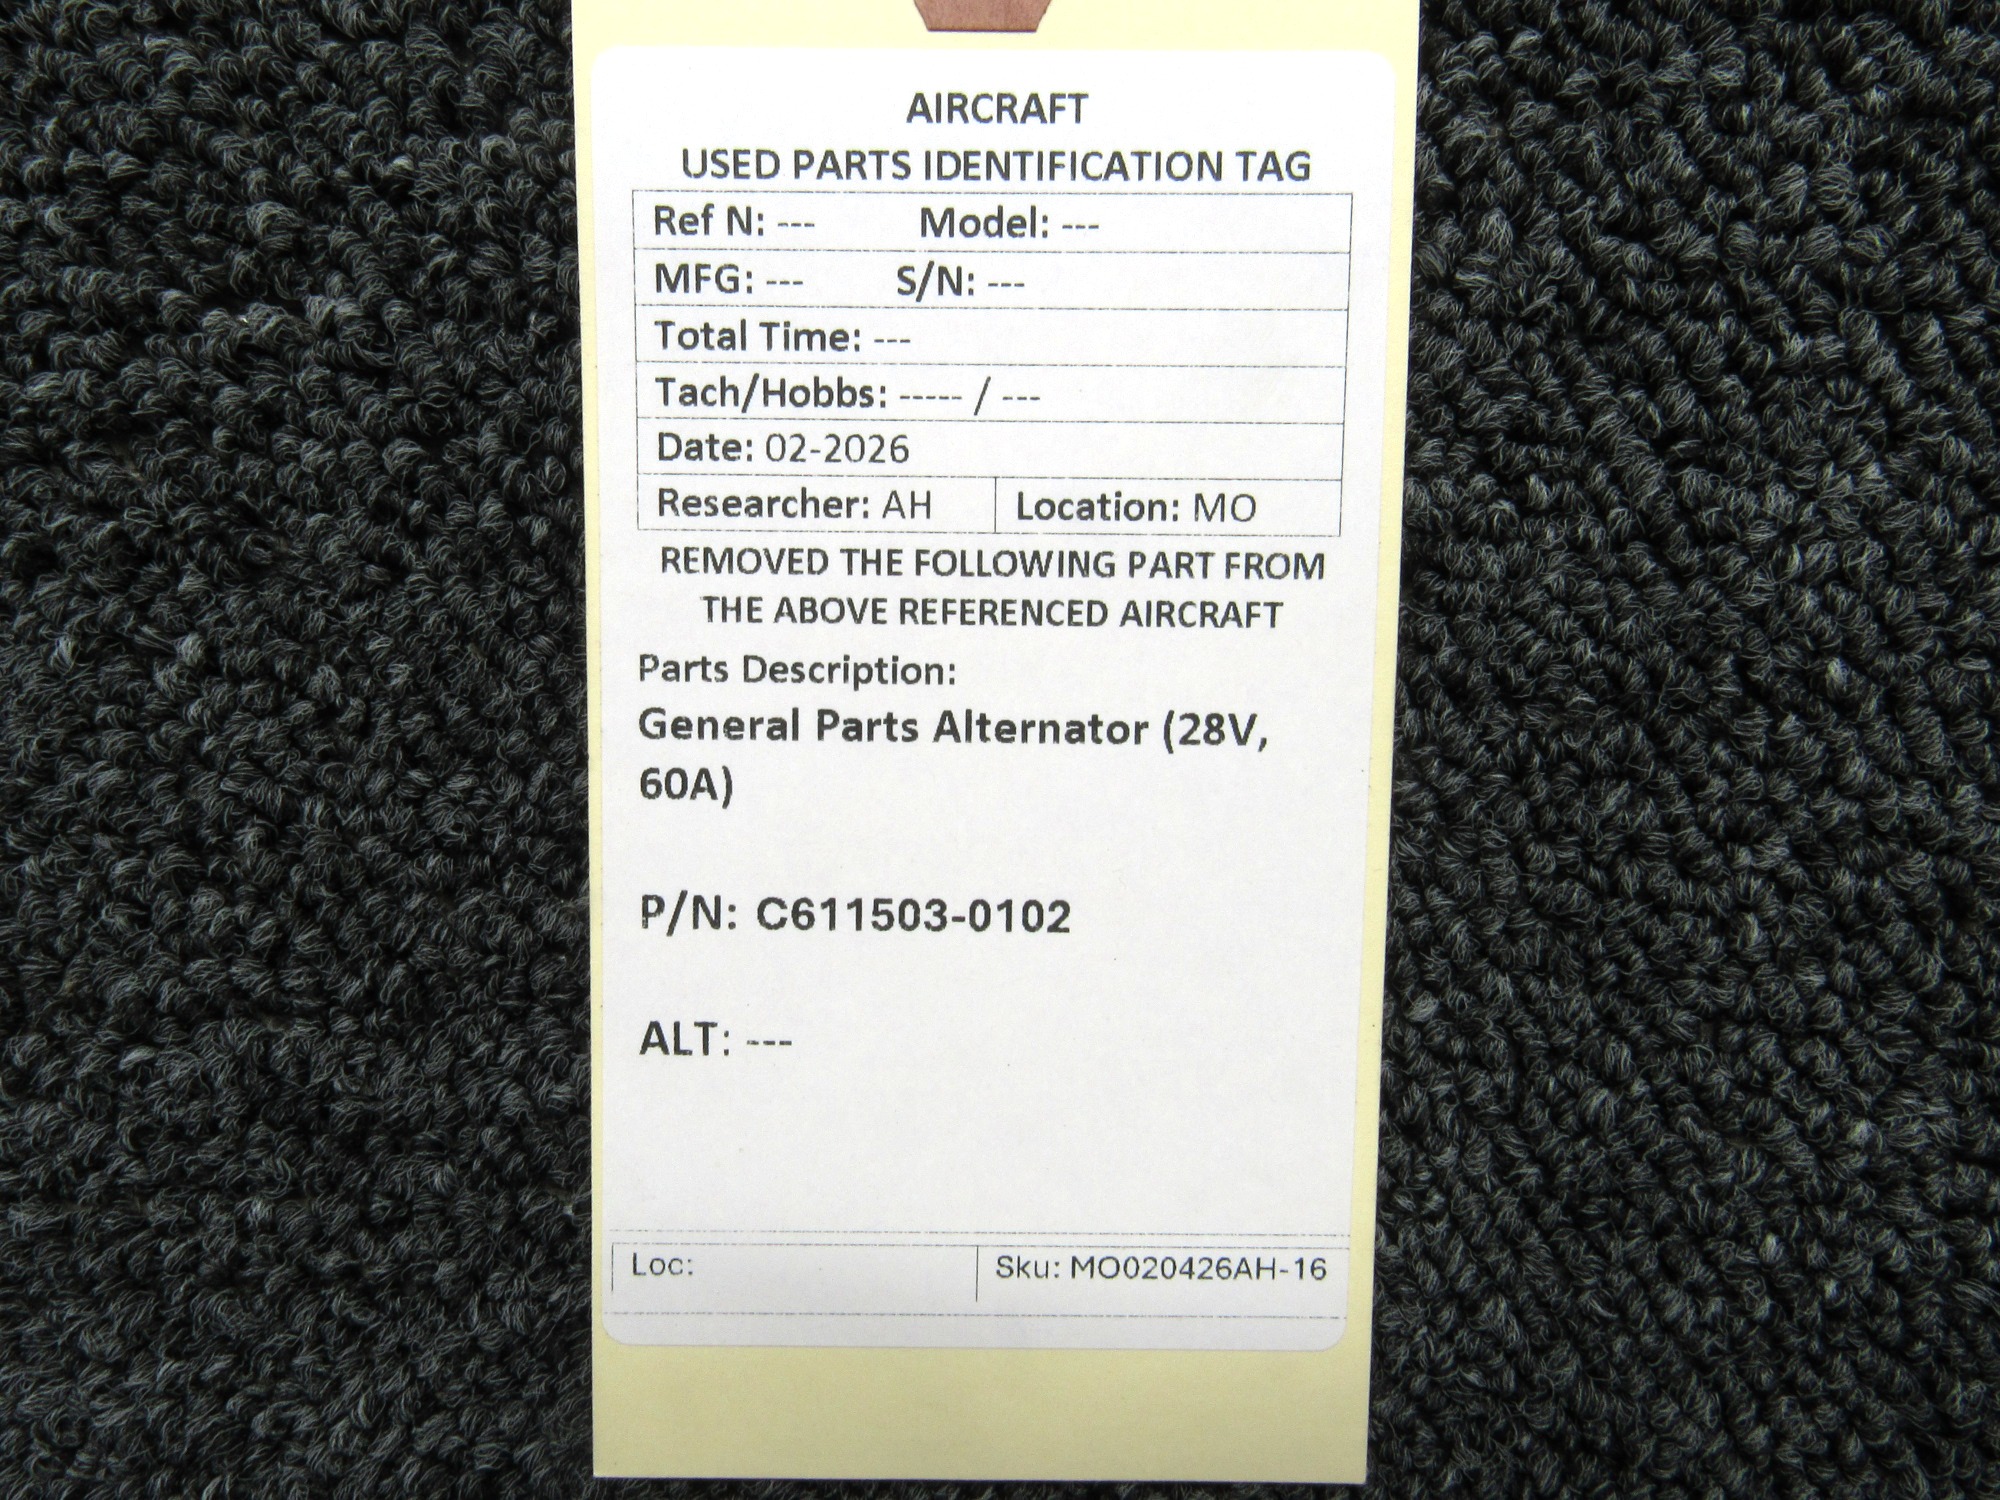 AIRCRAFT
USED PARTS IDENTIFICATION TAG
Ref N: --- Model: ---
MFG: --- S/N: ---
Total Time: ---
Tach/Hobbs: ----- / ---
Date: 02-2026
Researcher: AH Location: MO
REMOVED THE FOLLOWING PART FROM
THE ABOVE REFERENCED AIRCRAFT
Parts Description:
General Parts Alternator (28V,
60A)
P/N: C611503-0102
ALT: ---
Loc: Sku: MO020426AH-16